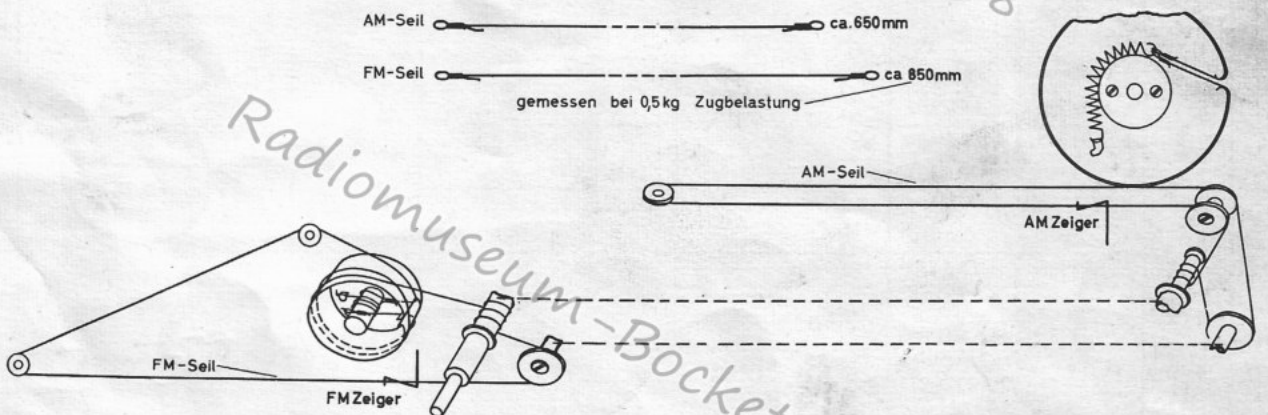 AM-Seil ca.650mm
FM-Seil ca 850mm
gemessen bei 0,5kg Zugbelastung
AM-Seil
AM Zeiger
FM-Seil
FM Zeiger
Radiomuseum-Bocket